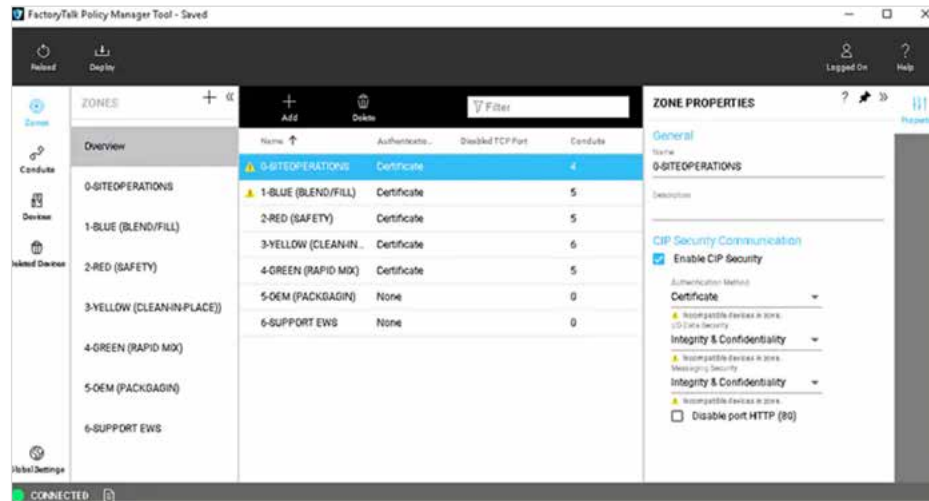 FactoryTalk Policy Manager Tool - Saved
Reload
Deploy
Logged On
Help
Zones
Conduits
Devices
Deleted Devices
Global Settings
ZONES
Overview
0-SITEOPERATIONS
1-BLUE (BLEND/FILL)
2-RED (SAFETY)
3-YELLOW (CLEAN-IN-PLACE))
4-GREEN (RAPID MIX)
5-OEM (PACKGAGIN)
6-SUPPORT EWS
Add
Delete
Filter
Name Authenticatio... Disabled TCP Port Conduits
0-SITEOPERATIONS Certificate 4
1-BLUE (BLEND/FILL) Certificate 5
2-RED (SAFETY) Certificate 5
3-YELLOW (CLEAN-IN... Certificate 6
4-GREEN (RAPID MIX) Certificate 5
5-OEM (PACKGAGIN) None 0
6-SUPPORT EWS None 0
ZONE PROPERTIES
General
Name
0-SITEOPERATIONS
Description
CIP Security Communication
Enable CIP Security
Authentication Method
Certificate
Incompatible devices in zone.
I/O Data Security
Integrity & Confidentiality
Incompatible devices in zone.
Messaging Security
Integrity & Confidentiality
Incompatible devices in zone.
Disable port HTTP (80)
Propert
CONNECTED